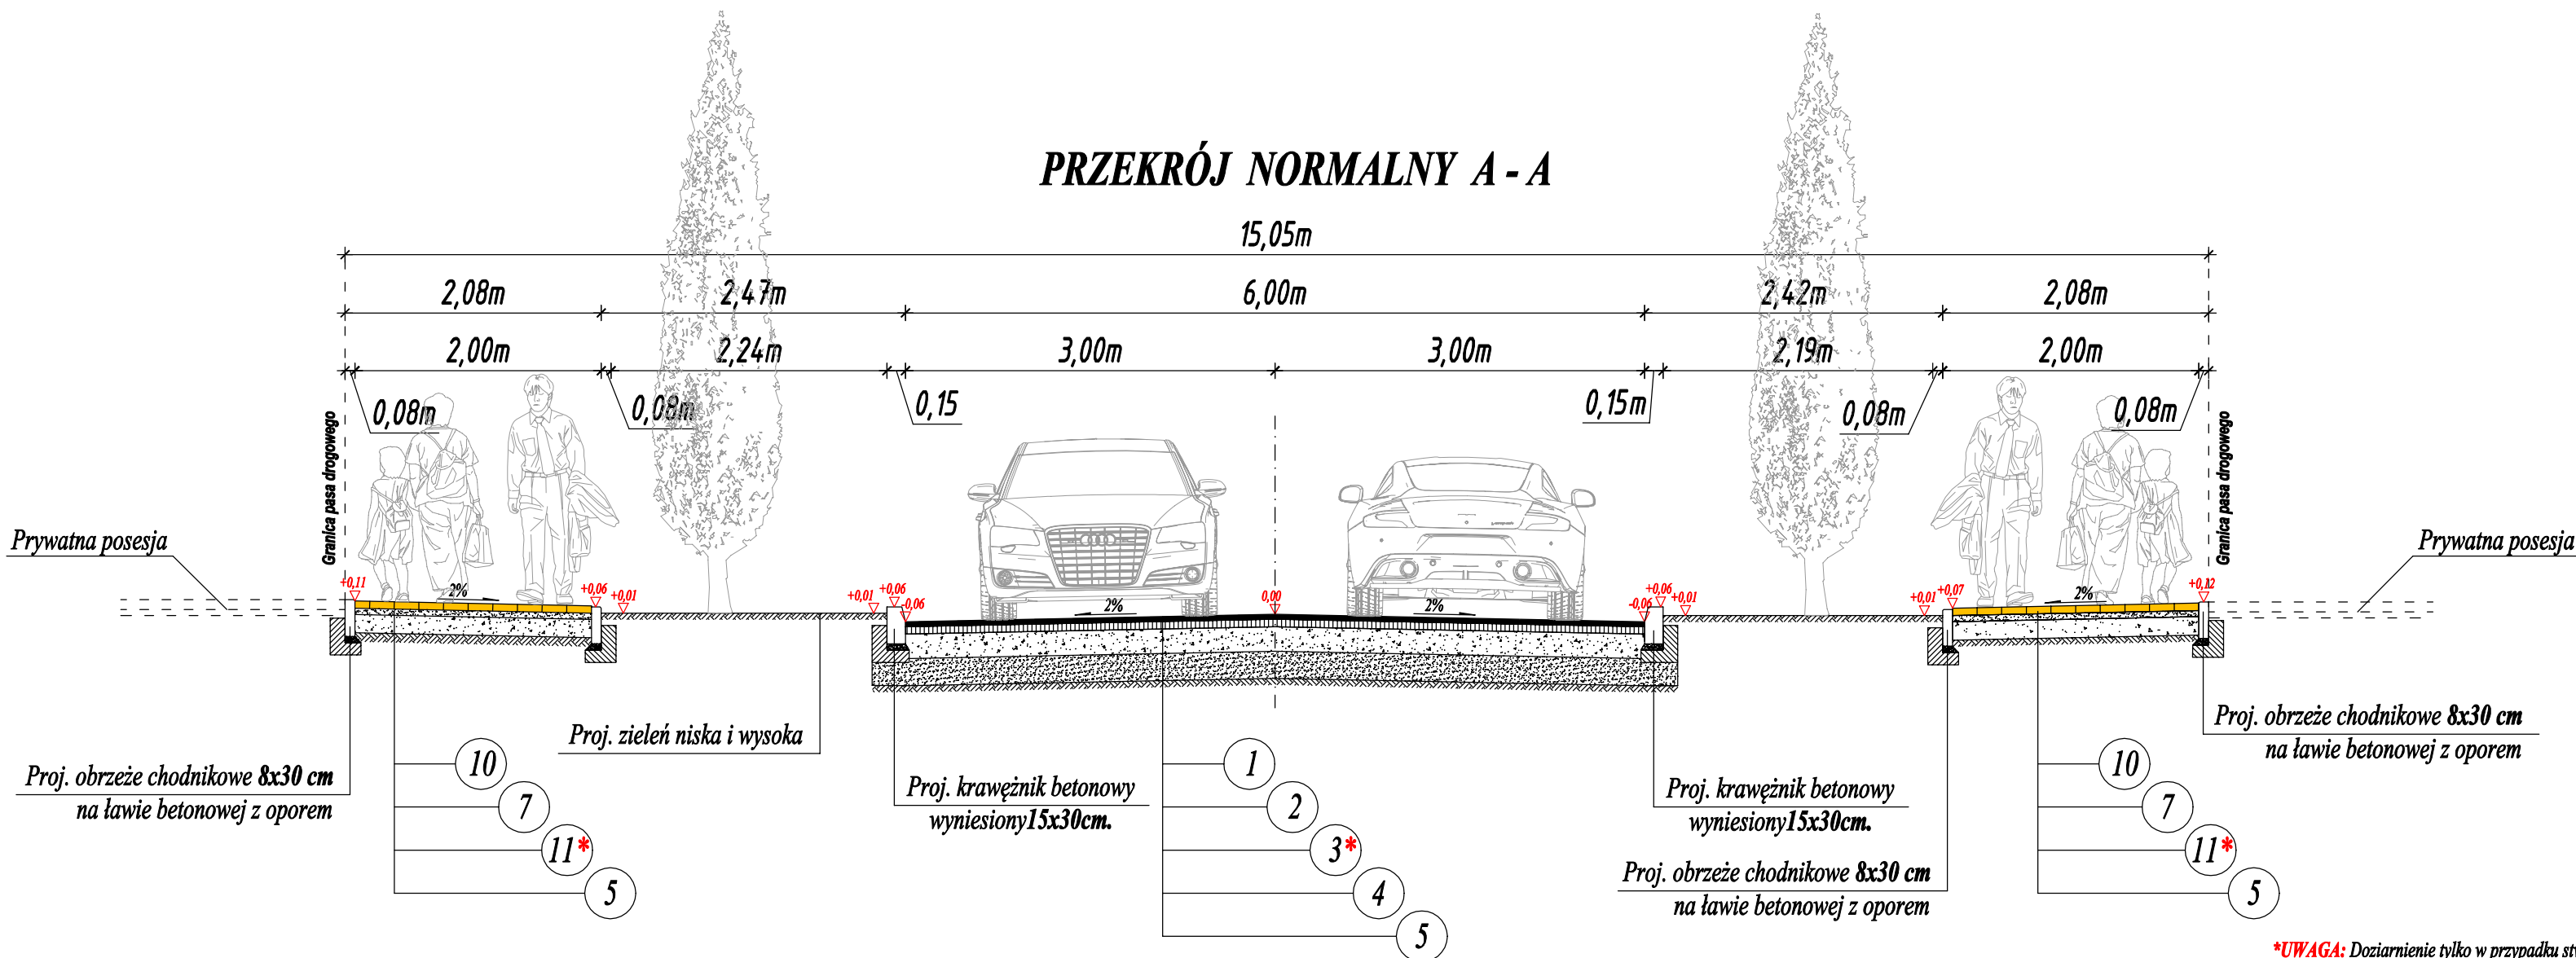 PRZEKRÓJ NORMALNY A - A
15,05m
2,08m 2,47m 6,00m 2,42m 2,08m
2,00m 2,24m 3,00m 3,00m 2,19m 2,00m
0,08m 0,08m 0,15 0,15m 0,08m 0,08m
Granica pasa drogowego
Granica pasa drogowego
Prywatna posesja
Prywatna posesja
+0,11 2% +0,06 +0,01 +0,01 +0,06 -0,06 2% 0,00 2% -0,06 +0,06 +0,01 +0,01 +0,07 2% +0,12
Proj. obrzeże chodnikowe 8x30 cm
na ławie betonowej z oporem
10
7
11*
5
Proj. zieleń niska i wysoka
Proj. krawężnik betonowy
wyniesiony15x30cm.
1
2
3*
4
5
Proj. krawężnik betonowy
wyniesiony15x30cm.
Proj. obrzeże chodnikowe 8x30 cm
na ławie betonowej z oporem
10
7
11*
5
Proj. obrzeże chodnikowe 8x30 cm
na ławie betonowej z oporem
*UWAGA: Doziarnienie tylko w przypadku